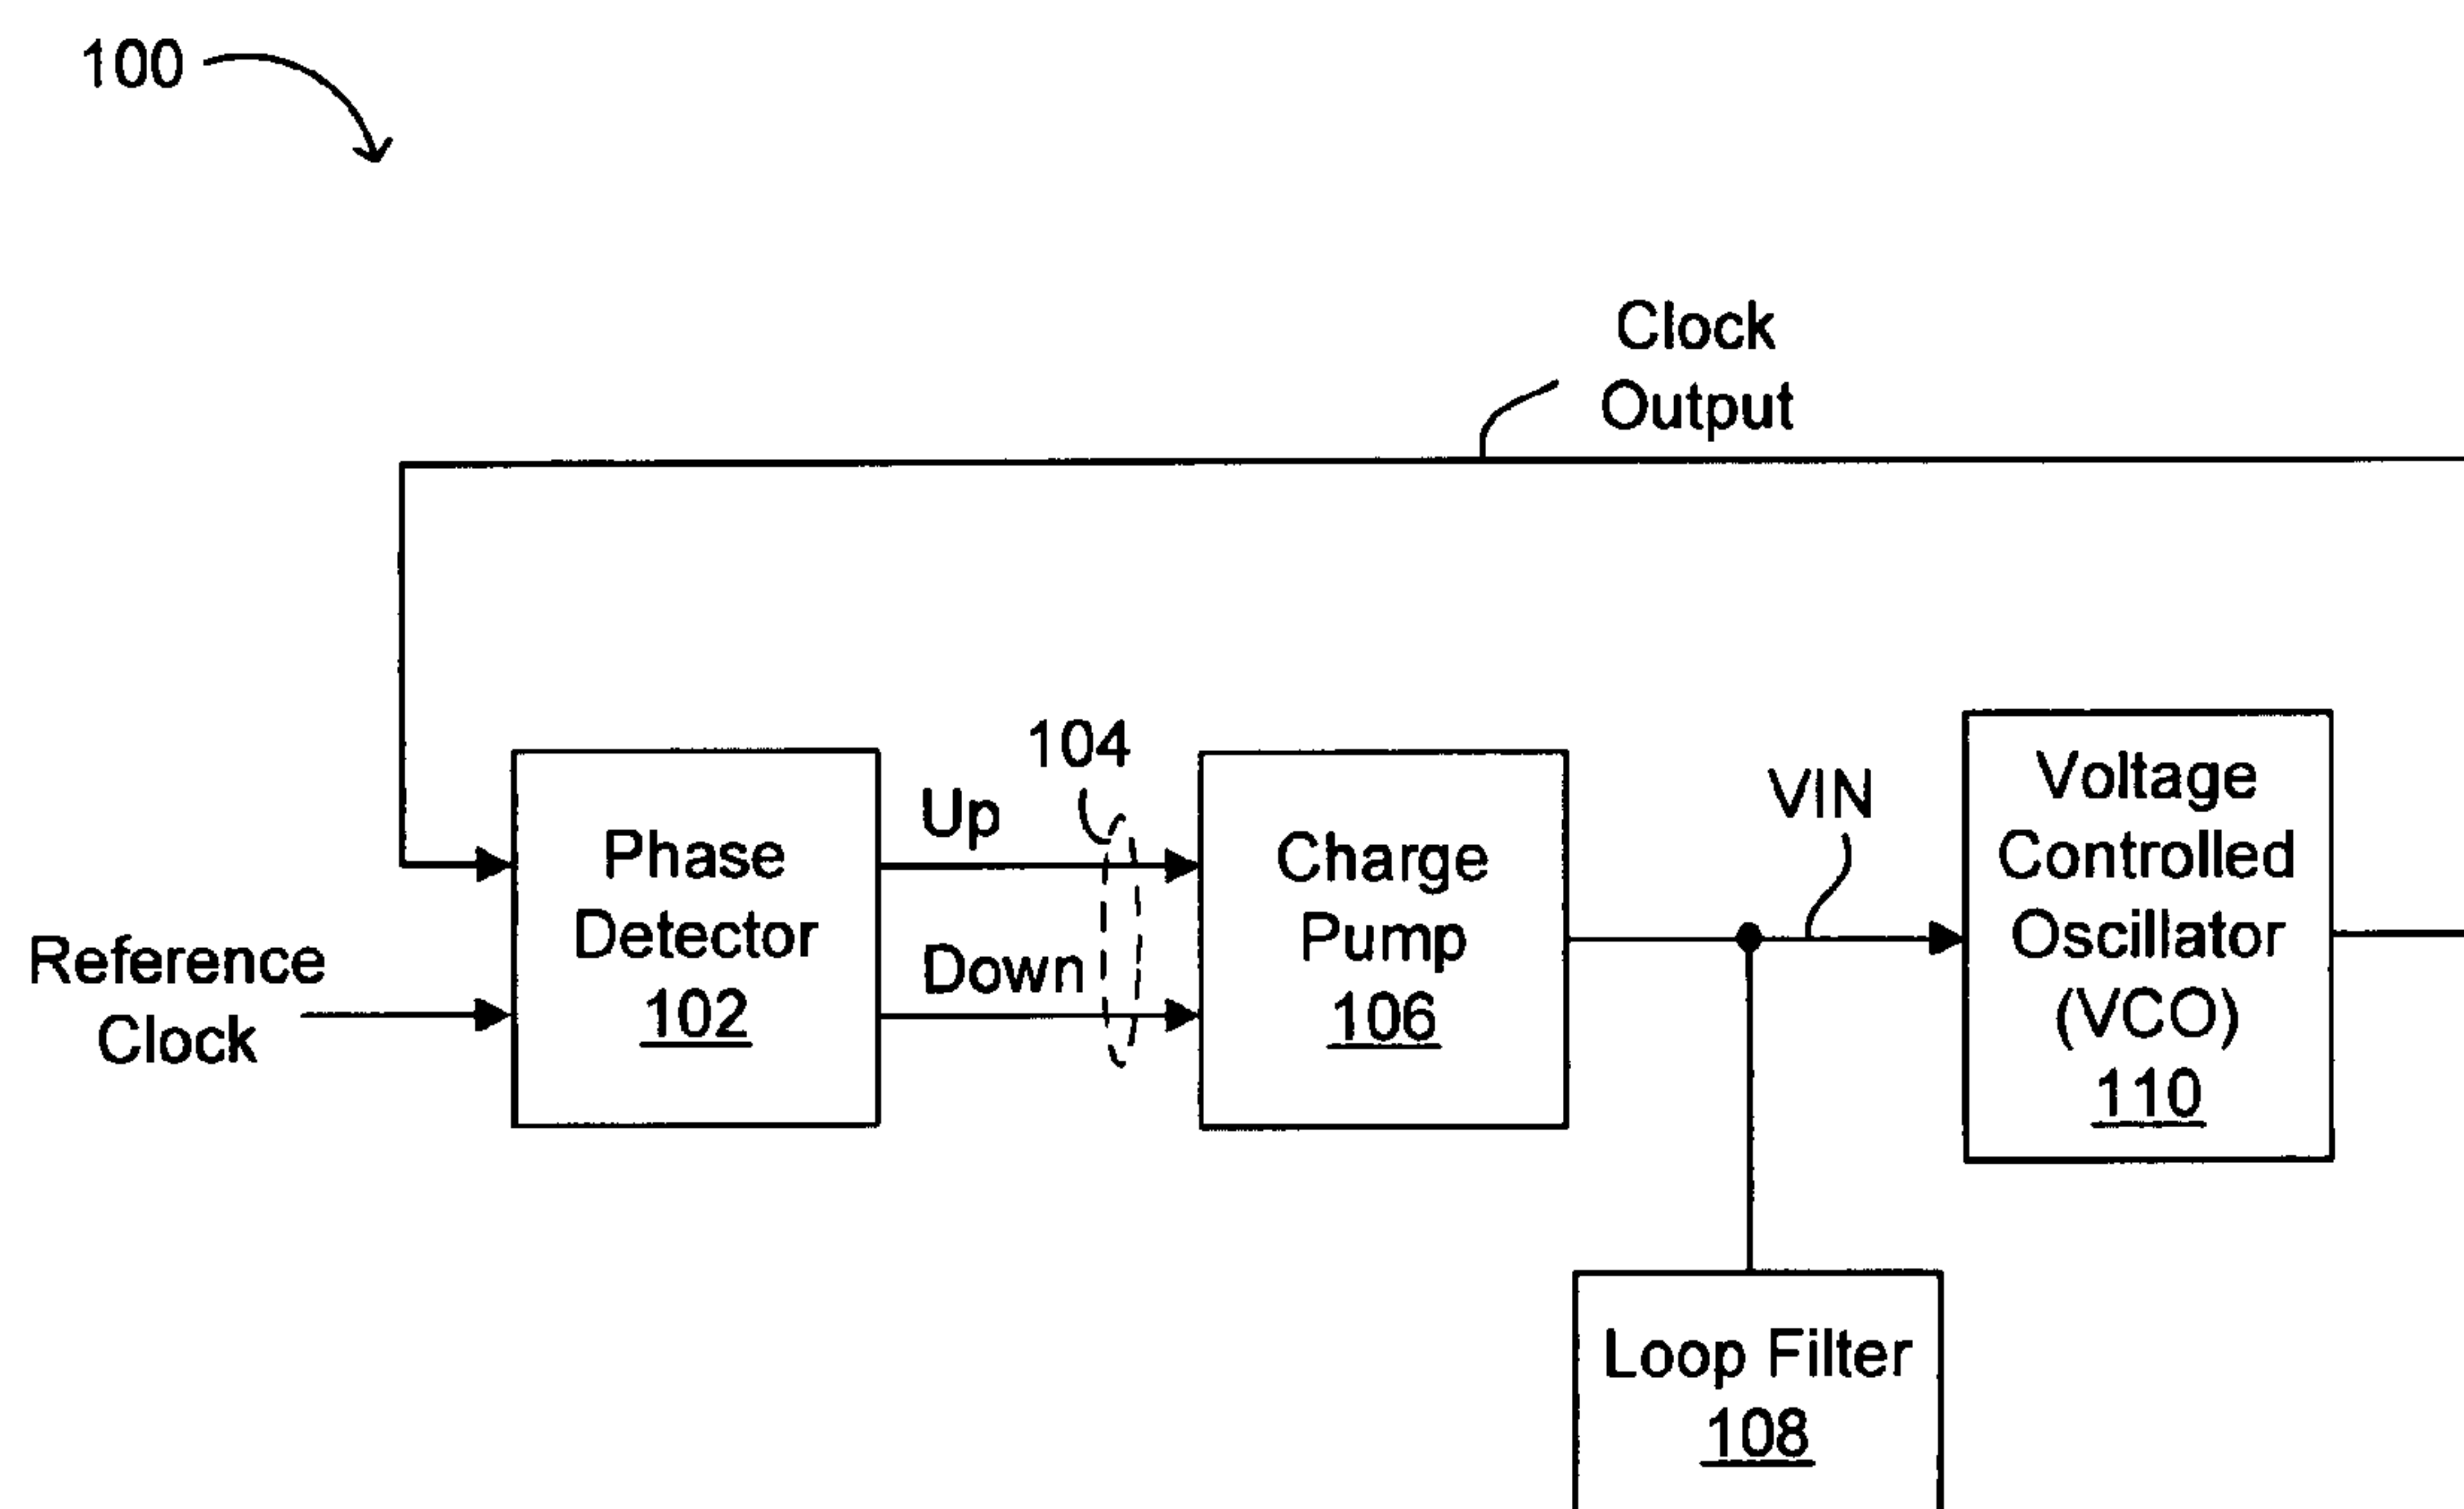 100
Clock
Output
104
Up
Down
VIN
Reference
Clock
Phase
Detector
102
Charge
Pump
106
Voltage
Controlled
Oscillator
(VCO)
110
Loop Filter
108